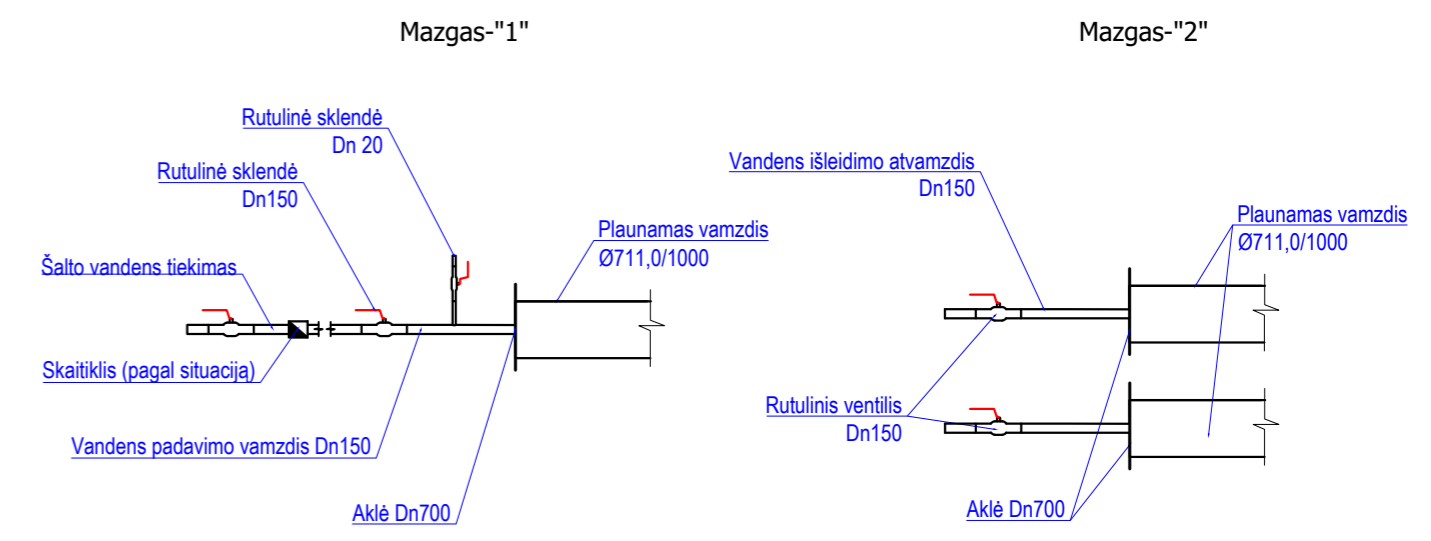 Mazgas-"1"
Mazgas-"2"
Rutulinė sklendė
Dn 20
Rutulinė sklendė
Dn150
Šalto vandens tiekimas
Plaunamas vamzdis
Ø711,0/1000
Skaitiklis (pagal situaciją)
Vandens padavimo vamzdis Dn150
Aklė Dn700
Vandens išleidimo atvamzdis
Dn150
Plaunamas vamzdis
Ø711,0/1000
Rutulinis ventilis
Dn150
Aklė Dn700